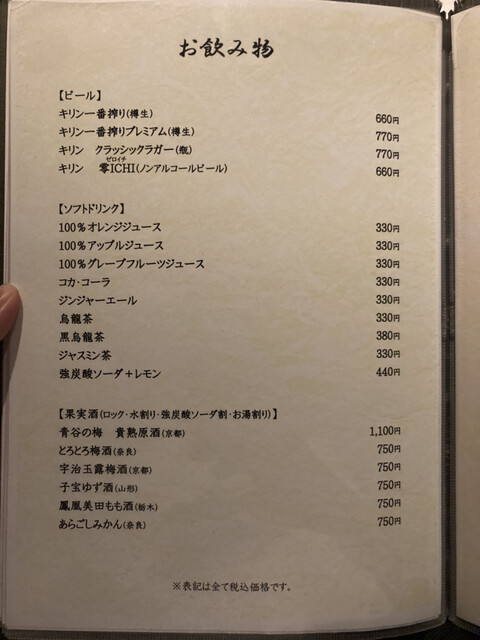 お飲み物
【ビール】
キリン一番搾り(樽生) 660円
キリン一番搾りプレミアム(樽生) 770円
キリン クラッシックラガー(瓶) 770円
ゼロイチ
キリン 零ICHI(ノンアルコールビール) 660円
【ソフトドリンク】
100%オレンジジュース 330円
100%アップルジュース 330円
100%グレープフルーツジュース 330円
コカ・コーラ 330円
ジンジャーエール 330円
烏龍茶 330円
黒烏龍茶 380円
ジャスミン茶 330円
強炭酸ソーダ+レモン 440円
【果実酒(ロック・水割り・強炭酸ソーダ割・お湯割り)】
青谷の梅 貴熟原酒(京都) 1,100円
とろとろ梅酒(奈良) 750円
宇治玉露梅酒(京都) 750円
子宝ゆず酒(山形) 750円
鳳凰美田もも酒(栃木) 750円
あらごしみかん(奈良) 750円
※表記は全て税込価格です。